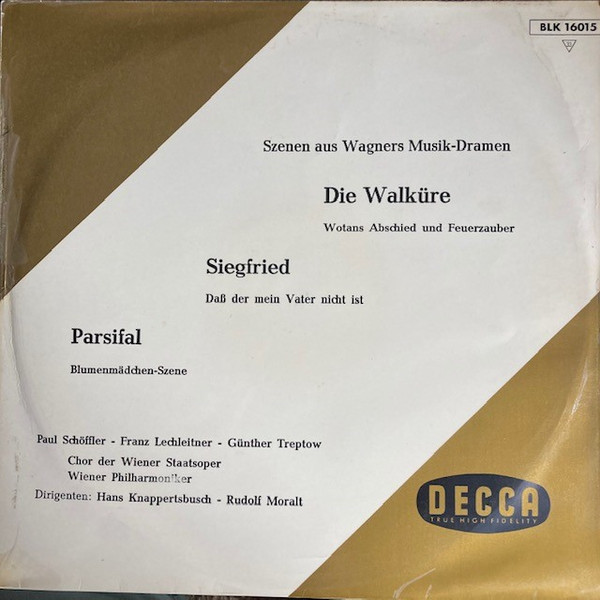 BLK 16015
Szenen aus Wagners Musik-Dramen
Die Walküre
Wotans Abschied und Feuerzauber
Siegfried
Daß der mein Vater nicht ist
Parsifal
Blumenmädchen-Szene
Paul Schöffler - Franz Lechleitner - Günther Treptow
Chor der Wiener Staatsoper
Wiener Philharmoniker
Dirigenten: Hans Knappertsbusch - Rudolf Moralt
DECCA
TRUE HIGH FIDELITY